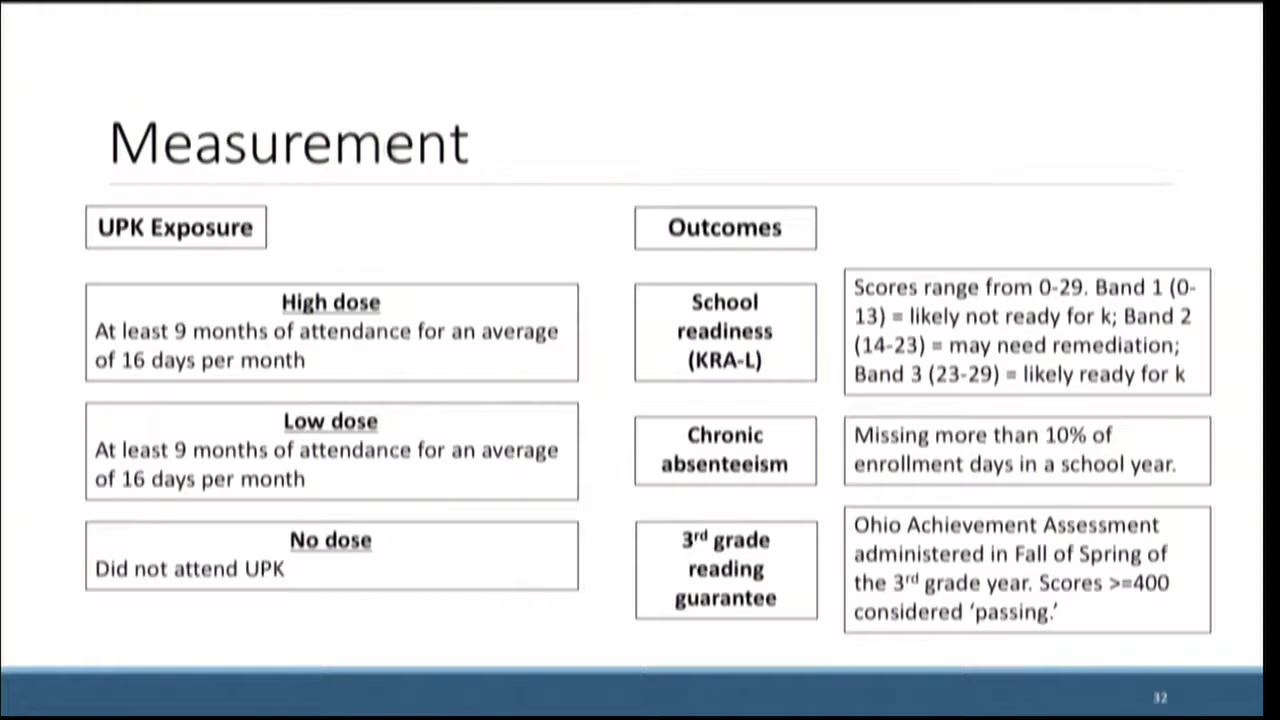 Measurement
UPK Exposure
High dose
At least 9 months of attendance for an average
of 16 days per month
Low dose
At least 9 months of attendance for an average
of 16 days per month
No dose
Did not attend UPK
Outcomes
School
readiness
(KRA-L)
Scores range from 0-29. Band 1 (0-
13) = likely not ready for k; Band 2
(14-23) = may need remediation;
Band 3 (23-29) = likely ready for k
Chronic
absenteeism
Missing more than 10% of
enrollment days in a school year.
3rd grade
reading
guarantee
Ohio Achievement Assessment
administered in Fall of Spring of
the 3rd grade year. Scores >=400
considered ‘passing.’
32